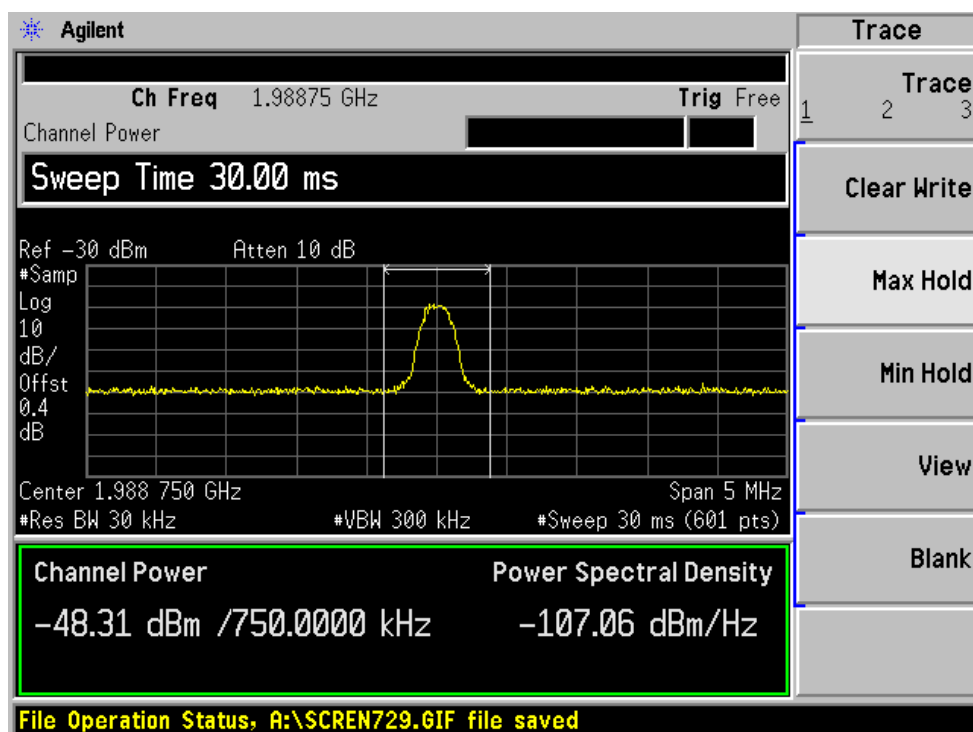 Agilent
Trace
Ch Freq 1.98875 GHz
Trig Free
Channel Power
Sweep Time 30.00 ms
Ref -30 dBm
Atten 10 dB
#Samp
Log
10
dB/
Offst
0.4
dB
Center 1.988 750 GHz
Span 5 MHz
#Res BW 30 kHz
#VBW 300 kHz
#Sweep 30 ms (601 pts)
Channel Power
Power Spectral Density
-48.31 dBm /750.0000 kHz
-107.06 dBm/Hz
File Operation Status, A:\SCREN729.GIF file saved
Trace
1 2 3
Clear Write
Max Hold
Min Hold
View
Blank